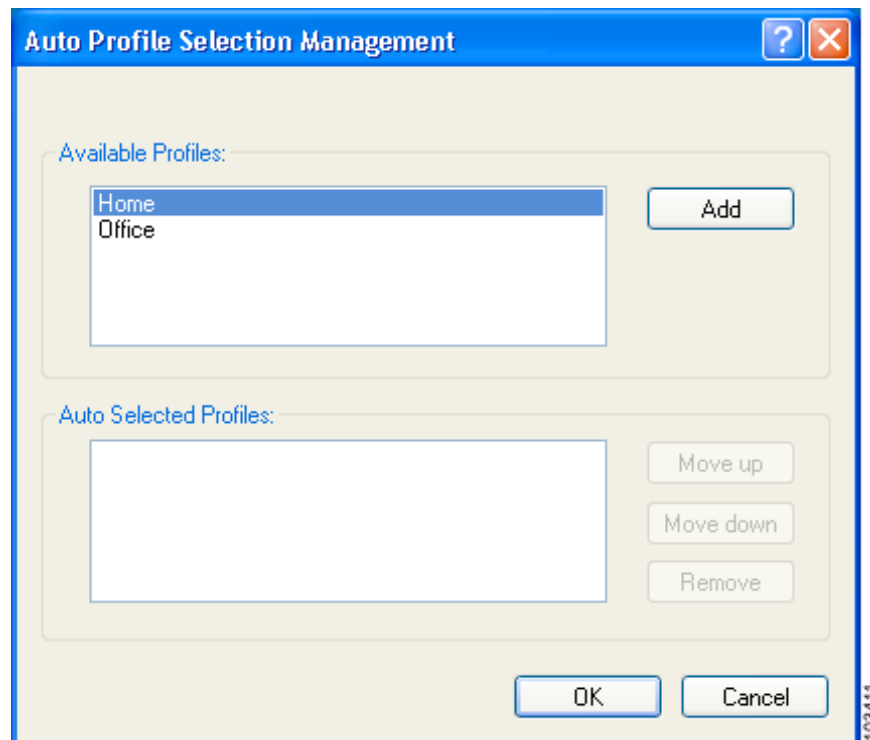 Auto Profile Selection Management
Available Profiles:
Home
Add
Office
Auto Selected Profiles:
Move up
Move down
Remove
OK
Cancel